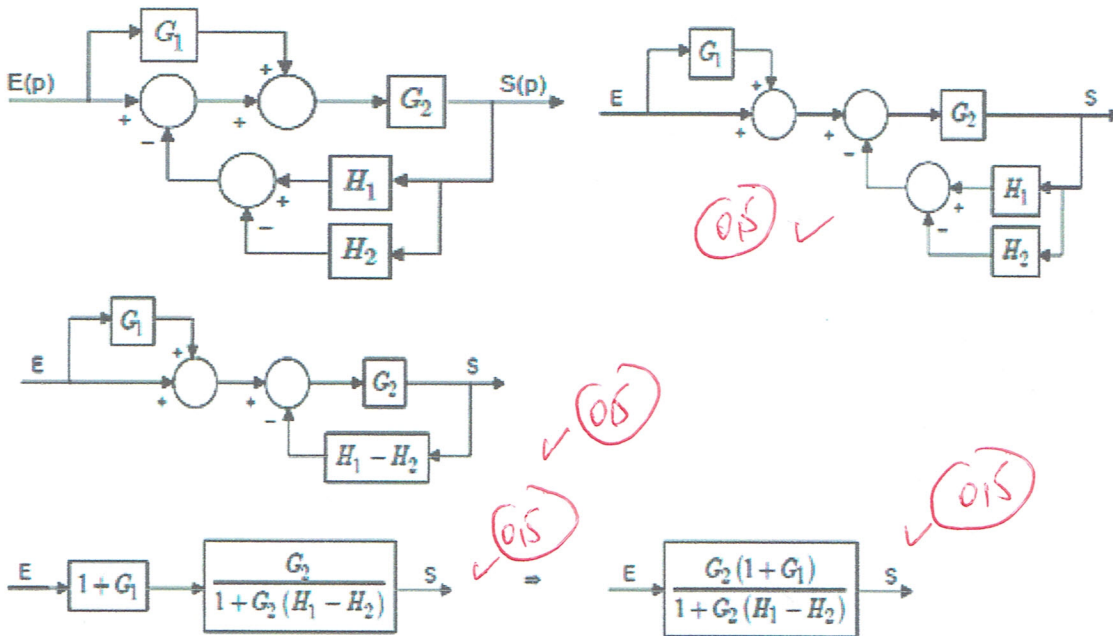 G₁
E(p) + − + + G₂ S(p)
+ H₁
− H₂
G₁
E + + + − G₂ S
+ H₁
− H₂
0,5 ✓
G₁
E + + + − G₂ S
H₁ − H₂
✓ 0,5
E 1 + G₁ G₂ / 1 + G₂ (H₁ − H₂) S ✓ 0,5
⇒
E G₂ (1 + G₁) / 1 + G₂ (H₁ − H₂) S ✓ 0,5